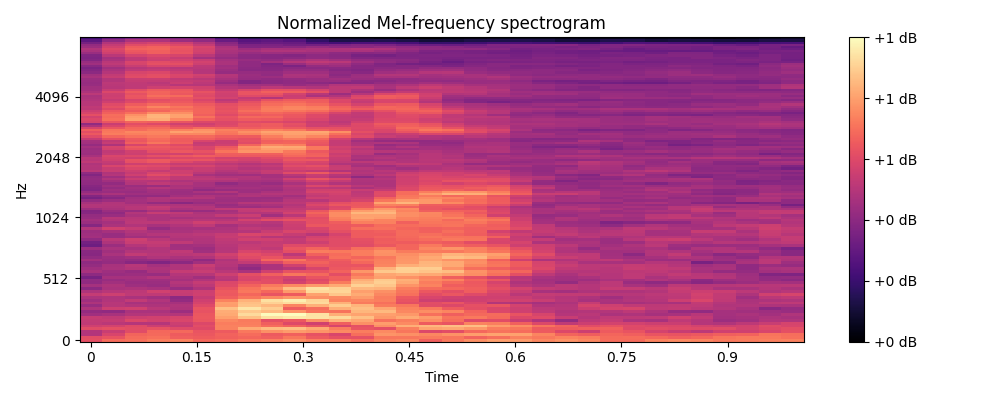 Normalized Mel-frequency spectrogram
+1 dB
4096
+1 dB
2048
+1 dB
Hz
1024
+0 dB
512
+0 dB
0
+0 dB
0 0.15 0.3 0.45 0.6 0.75 0.9
Time